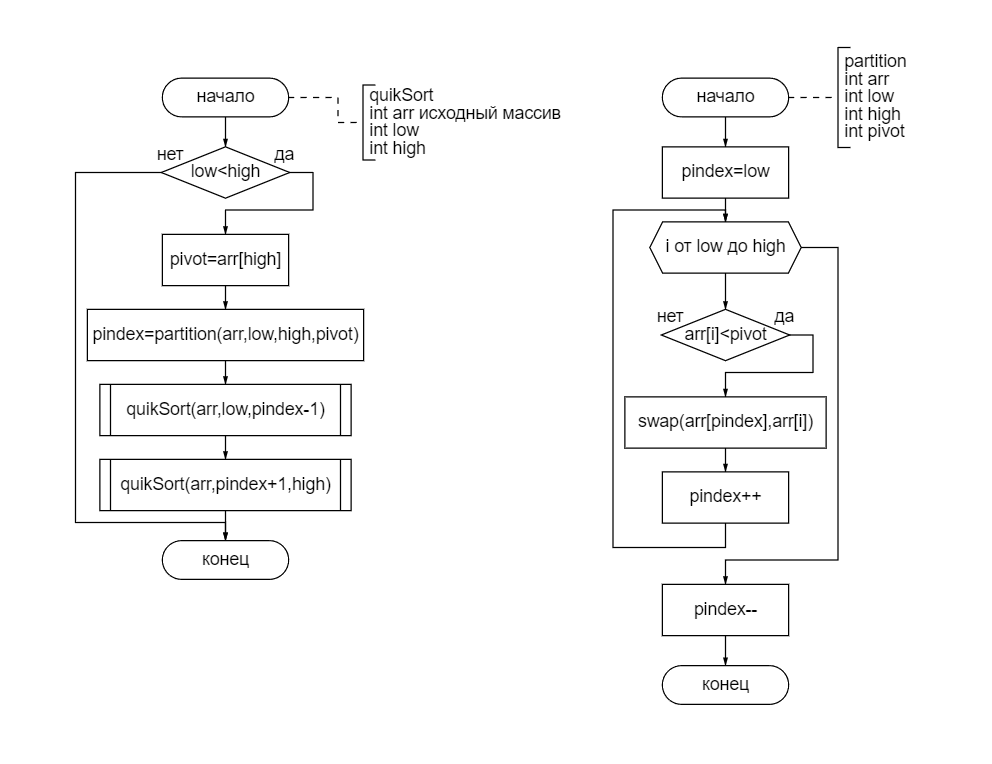 начало
quikSort
int arr исходный массив
int low
int high
нет
да
low<high
pivot=arr[high]
pindex=partition(arr,low,high,pivot)
quikSort(arr,low,pindex-1)
quikSort(arr,pindex+1,high)
конец
начало
partition
int arr
int low
int high
int pivot
pindex=low
i от low до high
нет
да
arr[i]<pivot
swap(arr[pindex],arr[i])
pindex++
pindex--
конец